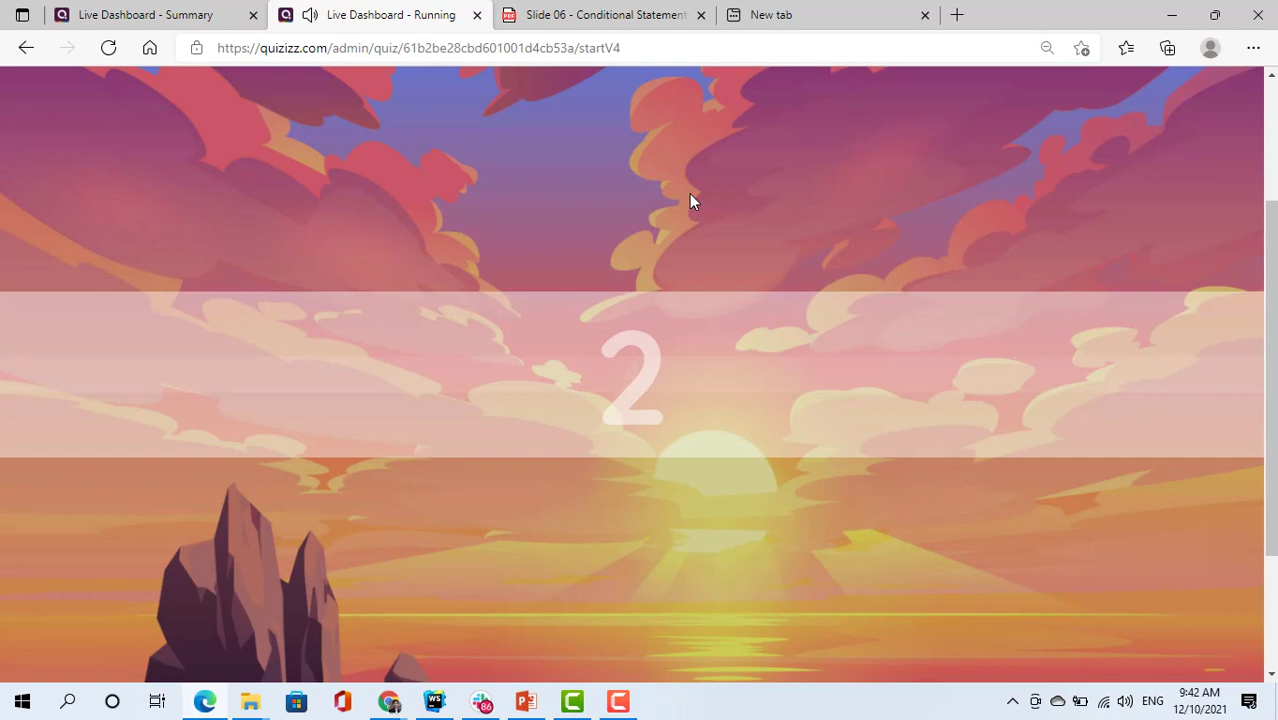 Live Dashboard - Summary
Live Dashboard - Running
Slide 06 - Conditional Statement
New tab
https://quizizz.com/admin/quiz/61b2be28cbd601001d4cb53a/startV4
2
86
ENG
9:42 AM
12/10/2021